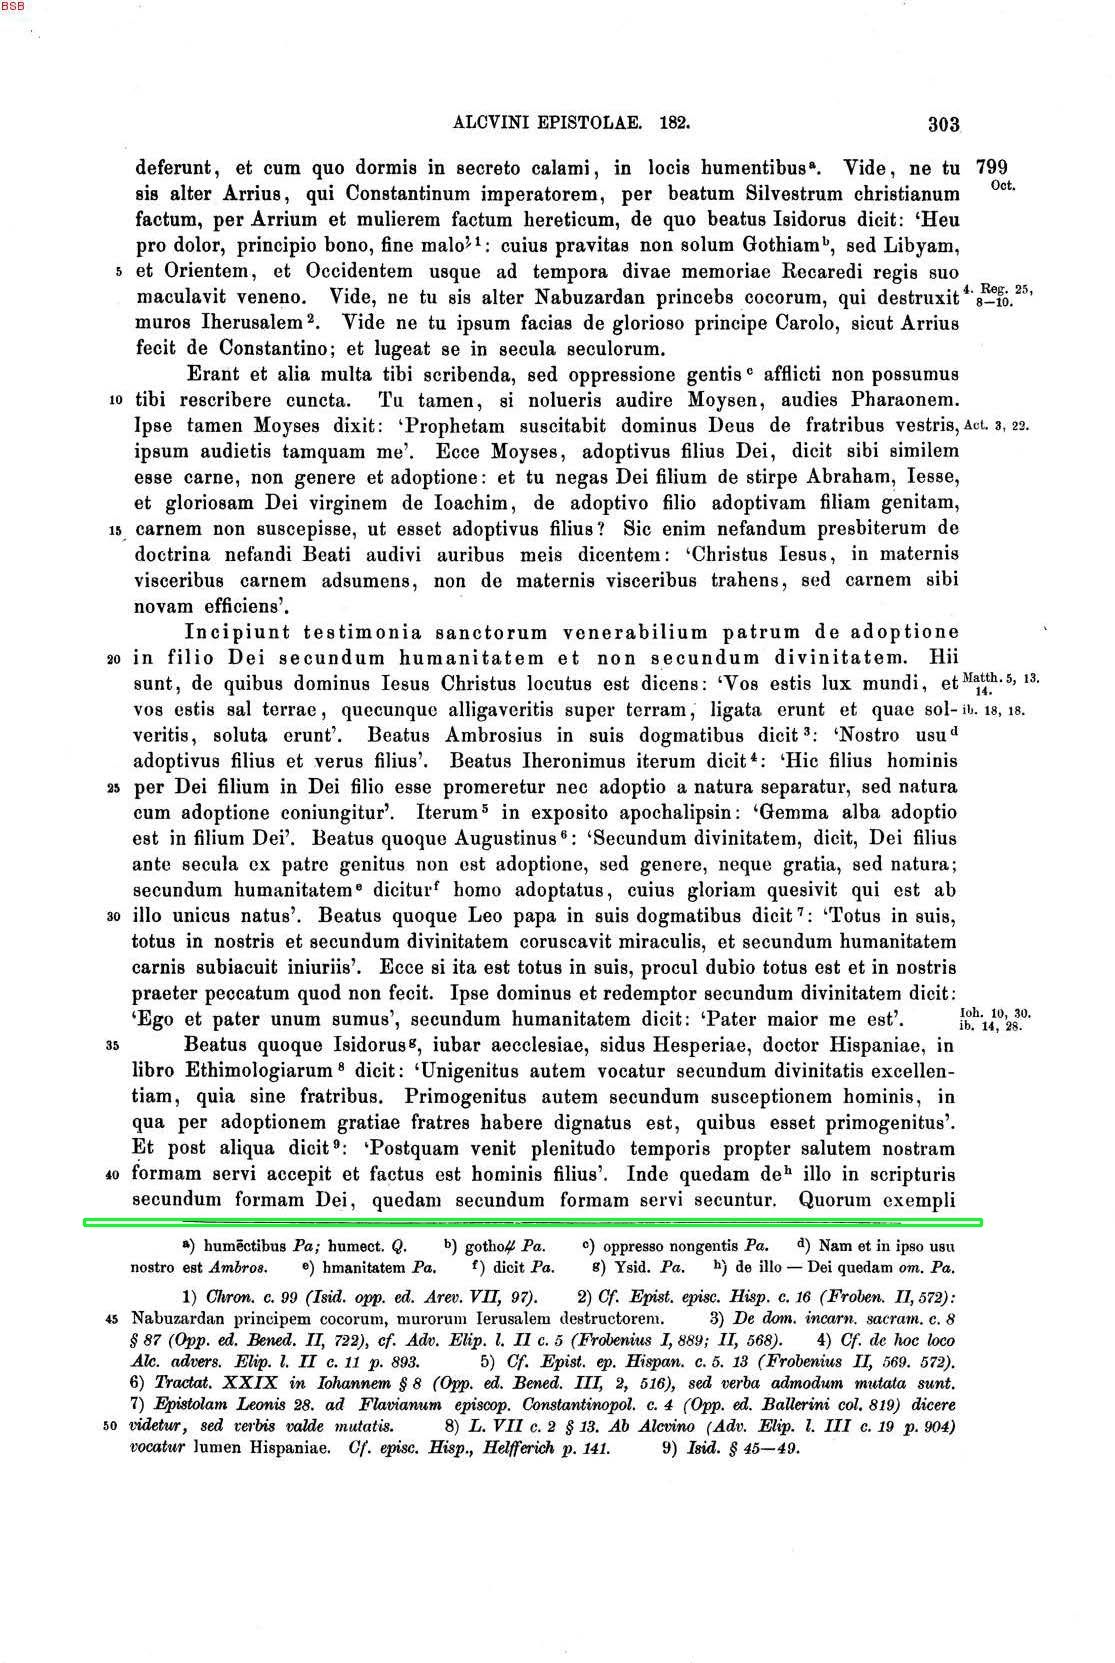 BSB
ALCVINI EPISTOLAE. 182. 303
deferunt, et cum quo dormis in secreto calami, in locis humentibusᵃ. Vide, ne tu 799
sis alter Arrius, qui Constantinum imperatorem, per beatum Silvestrum christianum Oct.
factum, per Arrium et mulierem factum hereticum, de quo beatus Isidorus dicit: ‘Heu
pro dolor, principio bono, fine malo’¹: cuius pravitas non solum Gothiamᵇ, sed Libyam,
5 et Orientem, et Occidentem usque ad tempora divae memoriae Recaredi regis suo
maculavit veneno. Vide, ne tu sis alter Nabuzardan princebs cocorum, qui destruxit 4. Reg. 25, 8—10.
muros Iherusalem². Vide ne tu ipsum facias de glorioso principe Carolo, sicut Arrius
fecit de Constantino; et lugeat se in secula seculorum.
Erant et alia multa tibi scribenda, sed oppressione gentisᶜ afflicti non possumus
10 tibi rescribere cuncta. Tu tamen, si nolueris audire Moysen, audies Pharaonem.
Ipse tamen Moyses dixit: ‘Prophetam suscitabit dominus Deus de fratribus vestris, Act. 3, 22.
ipsum audietis tamquam me’. Ecce Moyses, adoptivus filius Dei, dicit sibi similem
esse carne, non genere et adoptione: et tu negas Dei filium de stirpe Abraham, Iesse,
et gloriosam Dei virginem de Ioachim, de adoptivo filio adoptivam filiam genitam,
15 carnem non suscepisse, ut esset adoptivus filius? Sic enim nefandum presbiterum de
doctrina nefandi Beati audivi auribus meis dicentem: ‘Christus Iesus, in maternis
visceribus carnem adsumens, non de maternis visceribus trahens, sed carnem sibi
novam efficiens’.
Incipiunt testimonia sanctorum venerabilium patrum de adoptione
20 in filio Dei secundum humanitatem et non secundum divinitatem. Hii
sunt, de quibus dominus Iesus Christus locutus est dicens: ‘Vos estis lux mundi, et Matth. 5, 13. 14.
vos estis sal terrae, quecunque alligaveritis super terram, ligata erunt et quae sol- ib. 18, 18.
veritis, soluta erunt’. Beatus Ambrosius in suis dogmatibus dicit³: ‘Nostro usuᵈ
adoptivus filius et verus filius’. Beatus Iheronimus iterum dicit⁴: ‘Hic filius hominis
25 per Dei filium in Dei filio esse promeretur nec adoptio a natura separatur, sed natura
cum adoptione coniungitur’. Iterum⁵ in exposito apochalipsin: ‘Gemma alba adoptio
est in filium Dei’. Beatus quoque Augustinus⁶: ‘Secundum divinitatem, dicit, Dei filius
ante secula ex patre genitus non est adoptione, sed genere, neque gratia, sed natura;
secundum humanitatemᵉ diciturᶠ homo adoptatus, cuius gloriam quesivit qui est ab
30 illo unicus natus’. Beatus quoque Leo papa in suis dogmatibus dicit⁷: ‘Totus in suis,
totus in nostris et secundum divinitatem coruscavit miraculis, et secundum humanitatem
carnis subiacuit iniuriis’. Ecce si ita est totus in suis, procul dubio totus est et in nostris
praeter peccatum quod non fecit. Ipse dominus et redemptor secundum divinitatem dicit:
‘Ego et pater unum sumus’, secundum humanitatem dicit: ‘Pater maior me est’. Ioh. 10, 30. ib. 14, 28.
35 Beatus quoque Isidorusᵍ, iubar aecclesiae, sidus Hesperiae, doctor Hispaniae, in
libro Ethimologiarum⁸ dicit: ‘Unigenitus autem vocatur secundum divinitatis excellen-
tiam, quia sine fratribus. Primogenitus autem secundum susceptionem hominis, in
qua per adoptionem gratiae fratres habere dignatus est, quibus esset primogenitus’.
Et post aliqua dicit⁹: ‘Postquam venit plenitudo temporis propter salutem nostram
40 formam servi accepit et factus est hominis filius’. Inde quedam deʰ illo in scripturis
secundum formam Dei, quedam secundum formam servi secuntur. Quorum exempli
a) humēctibus Pa; humect. Q. b) gotho Pa. c) oppresso nongentis Pa. d) Nam et in ipso usu
nostro est Ambros. e) hmanitatem Pa. f) dicit Pa. g) Ysid. Pa. h) de illo — Dei quedam om. Pa.
1) Chron. c. 99 (Isid. opp. ed. Arev. VII, 97). 2) Cf. Epist. episc. Hisp. c. 16 (Froben. II, 572):
45 Nabuzardan principem cocorum, murorum Ierusalem destructorem. 3) De dom. incarn. sacram. c. 8
§ 87 (Opp. ed. Bened. II, 722), cf. Adv. Elip. l. II c. 5 (Frobenius I, 889; II, 568). 4) Cf. de hoc loco
Alc. advers. Elip. l. II c. 11 p. 893. 5) Cf. Epist. ep. Hispan. c. 5. 13 (Frobenius II, 569. 572).
6) Tractat. XXIX in Iohannem § 8 (Opp. ed. Bened. III, 2, 516), sed verba admodum mutata sunt.
7) Epistolam Leonis 28. ad Flavianum episcop. Constantinopol. c. 4 (Opp. ed. Ballerini col. 819) dicere
50 videtur, sed verbis valde mutatis. 8) L. VII c. 2 § 13. Ab Alcvino (Adv. Elip. l. III c. 19 p. 904)
vocatur lumen Hispaniae. Cf. episc. Hisp., Helfferich p. 141. 9) Isid. § 45—49.